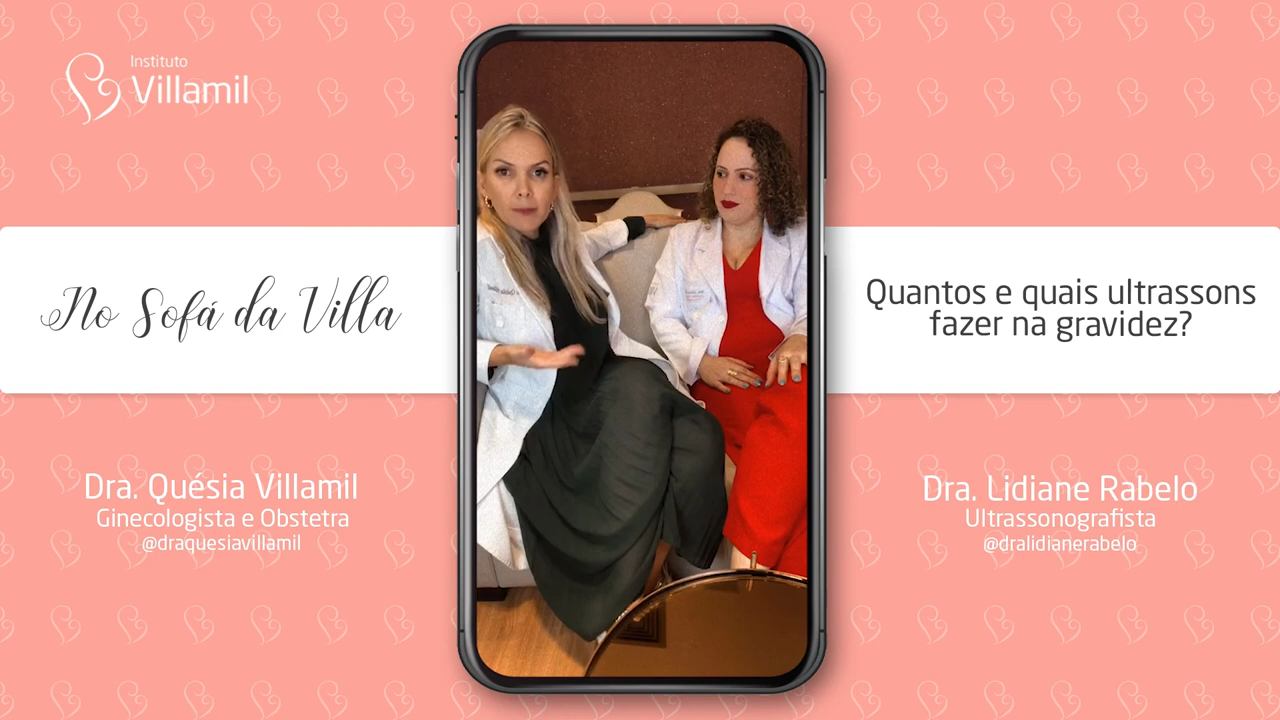 Instituto
Villamil
No Sofá da Villa
Quantos e quais ultrassons
fazer na gravidez?
Dra. Quésia Villamil
Ginecologista e Obstetra
@draquesiavillamil
Dra. Lidiane Rabelo
Ultrassonografista
@dralidianerabelo